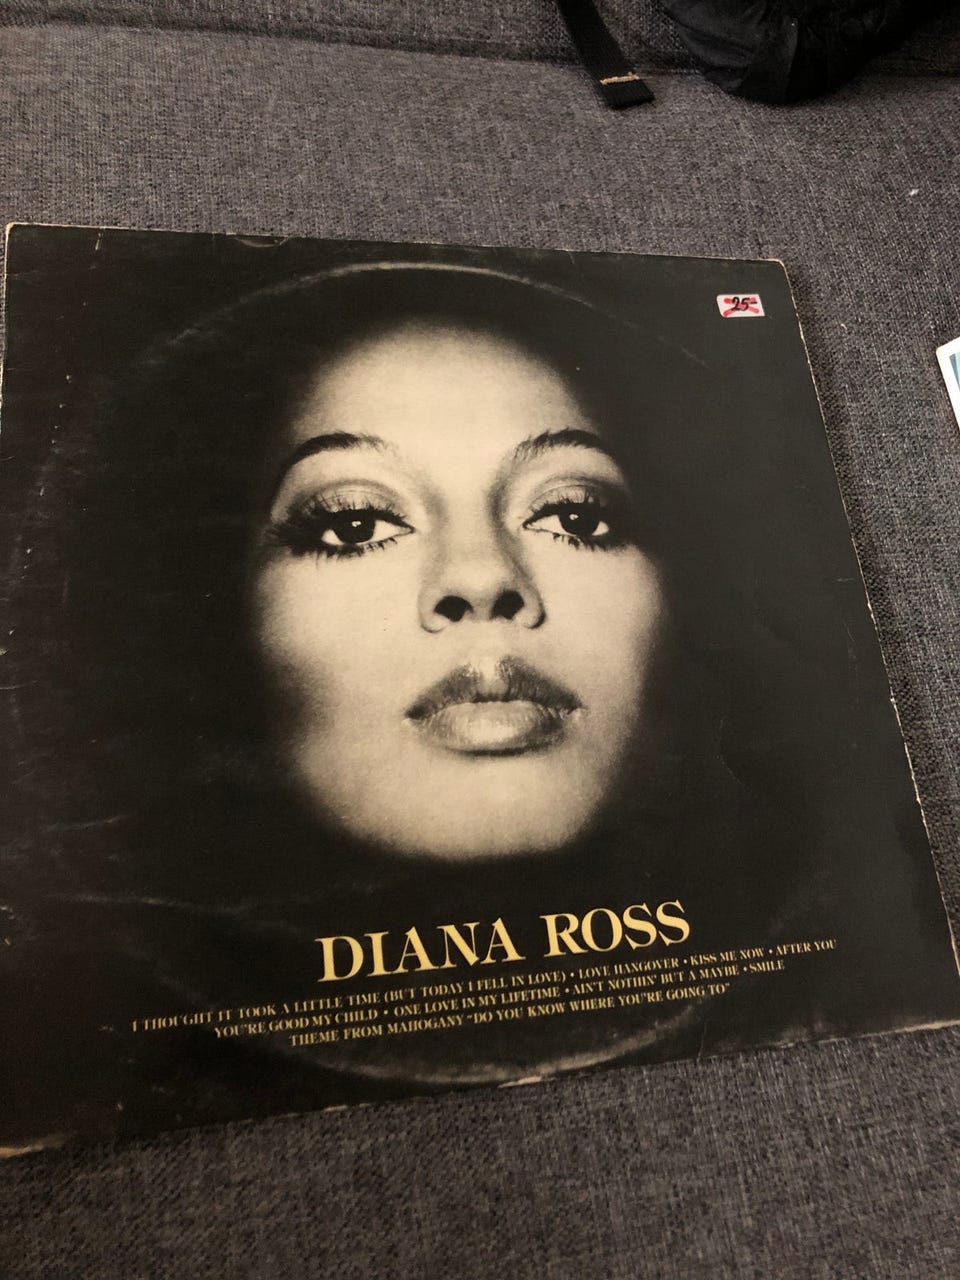 25-
DIANA ROSS
I THOUGHT IT TOOK A LITTLE TIME (BUT TODAY I FELL IN LOVE) • LOVE HANGOVER • KISS ME NOW • AFTER YOU
YOU'RE GOOD MY CHILD • ONE LOVE IN MY LIFETIME • AIN'T NOTHIN' BUT A MAYBE • SMILE
THEME FROM MAHOGANY "DO YOU KNOW WHERE YOU'RE GOING TO"